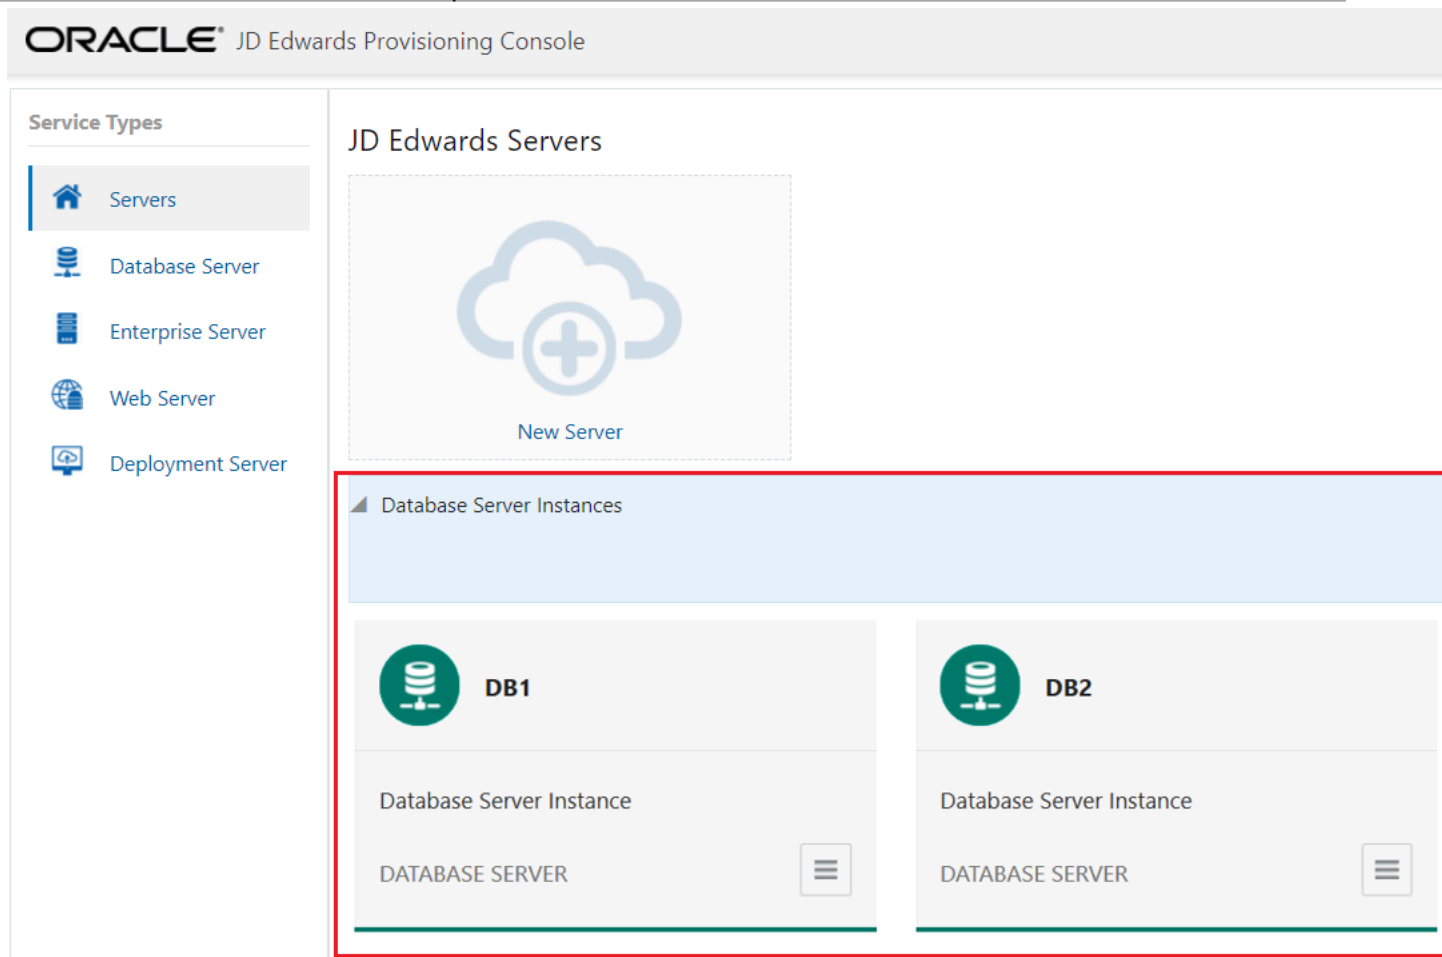 ORACLE® JD Edwards Provisioning Console
Service Types
Servers
Database Server
Enterprise Server
Web Server
Deployment Server
JD Edwards Servers
New Server
Database Server Instances
DB1
Database Server Instance
DATABASE SERVER
DB2
Database Server Instance
DATABASE SERVER